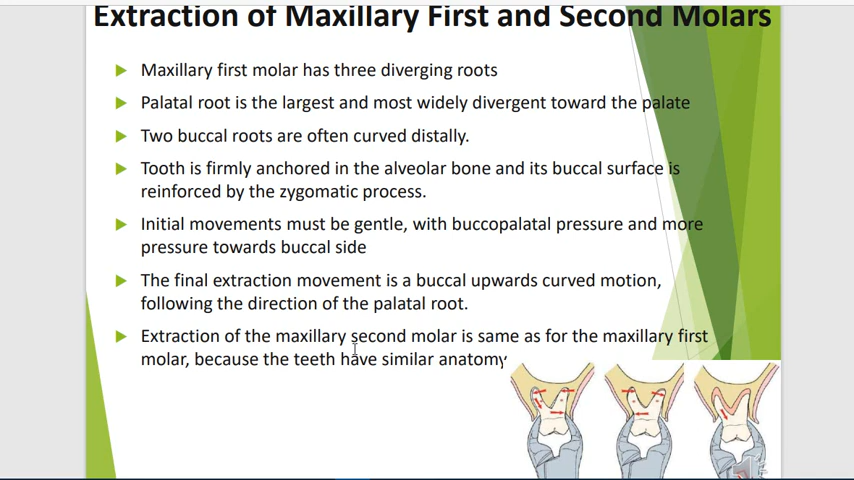 Extraction of Maxillary First and Second Molars
Maxillary first molar has three diverging roots
Palatal root is the largest and most widely divergent toward the palate
Two buccal roots are often curved distally.
Tooth is firmly anchored in the alveolar bone and its buccal surface is
reinforced by the zygomatic process.
Initial movements must be gentle, with buccopalatal pressure and more
pressure towards buccal side
The final extraction movement is a buccal upwards curved motion,
following the direction of the palatal root.
Extraction of the maxillary second molar is same as for the maxillary first
molar, because the teeth have similar anatomy